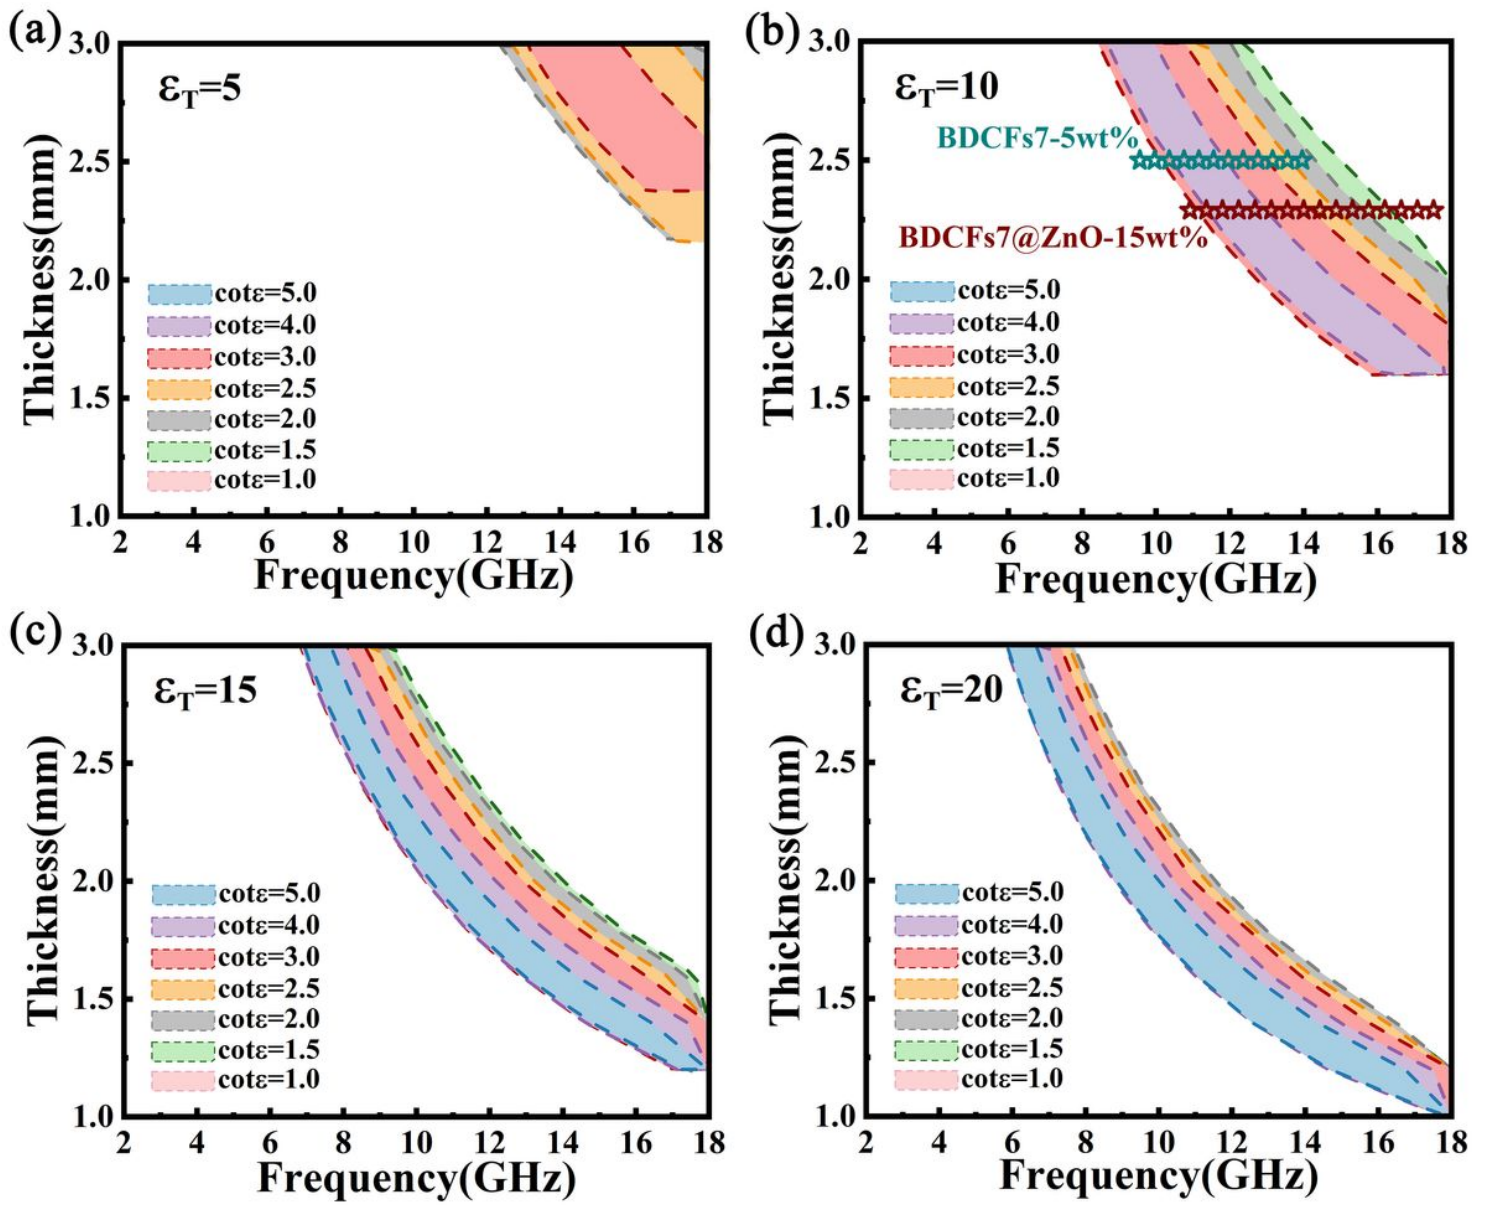 (a)
3.0
2.5
2.0
1.5
1.0
Thickness(mm)
εT=5
cotε=5.0
cotε=4.0
cotε=3.0
cotε=2.5
cotε=2.0
cotε=1.5
cotε=1.0
2 4 6 8 10 12 14 16 18
Frequency(GHz)
(b)
3.0
2.5
2.0
1.5
1.0
Thickness(mm)
εT=10
BDCFs7-5wt%
BDCFs7@ZnO-15wt%
cotε=5.0
cotε=4.0
cotε=3.0
cotε=2.5
cotε=2.0
cotε=1.5
cotε=1.0
2 4 6 8 10 12 14 16 18
Frequency(GHz)
(c)
3.0
2.5
2.0
1.5
1.0
Thickness(mm)
εT=15
cotε=5.0
cotε=4.0
cotε=3.0
cotε=2.5
cotε=2.0
cotε=1.5
cotε=1.0
2 4 6 8 10 12 14 16 18
Frequency(GHz)
(d)
3.0
2.5
2.0
1.5
1.0
Thickness(mm)
εT=20
cotε=5.0
cotε=4.0
cotε=3.0
cotε=2.5
cotε=2.0
cotε=1.5
cotε=1.0
2 4 6 8 10 12 14 16 18
Frequency(GHz)